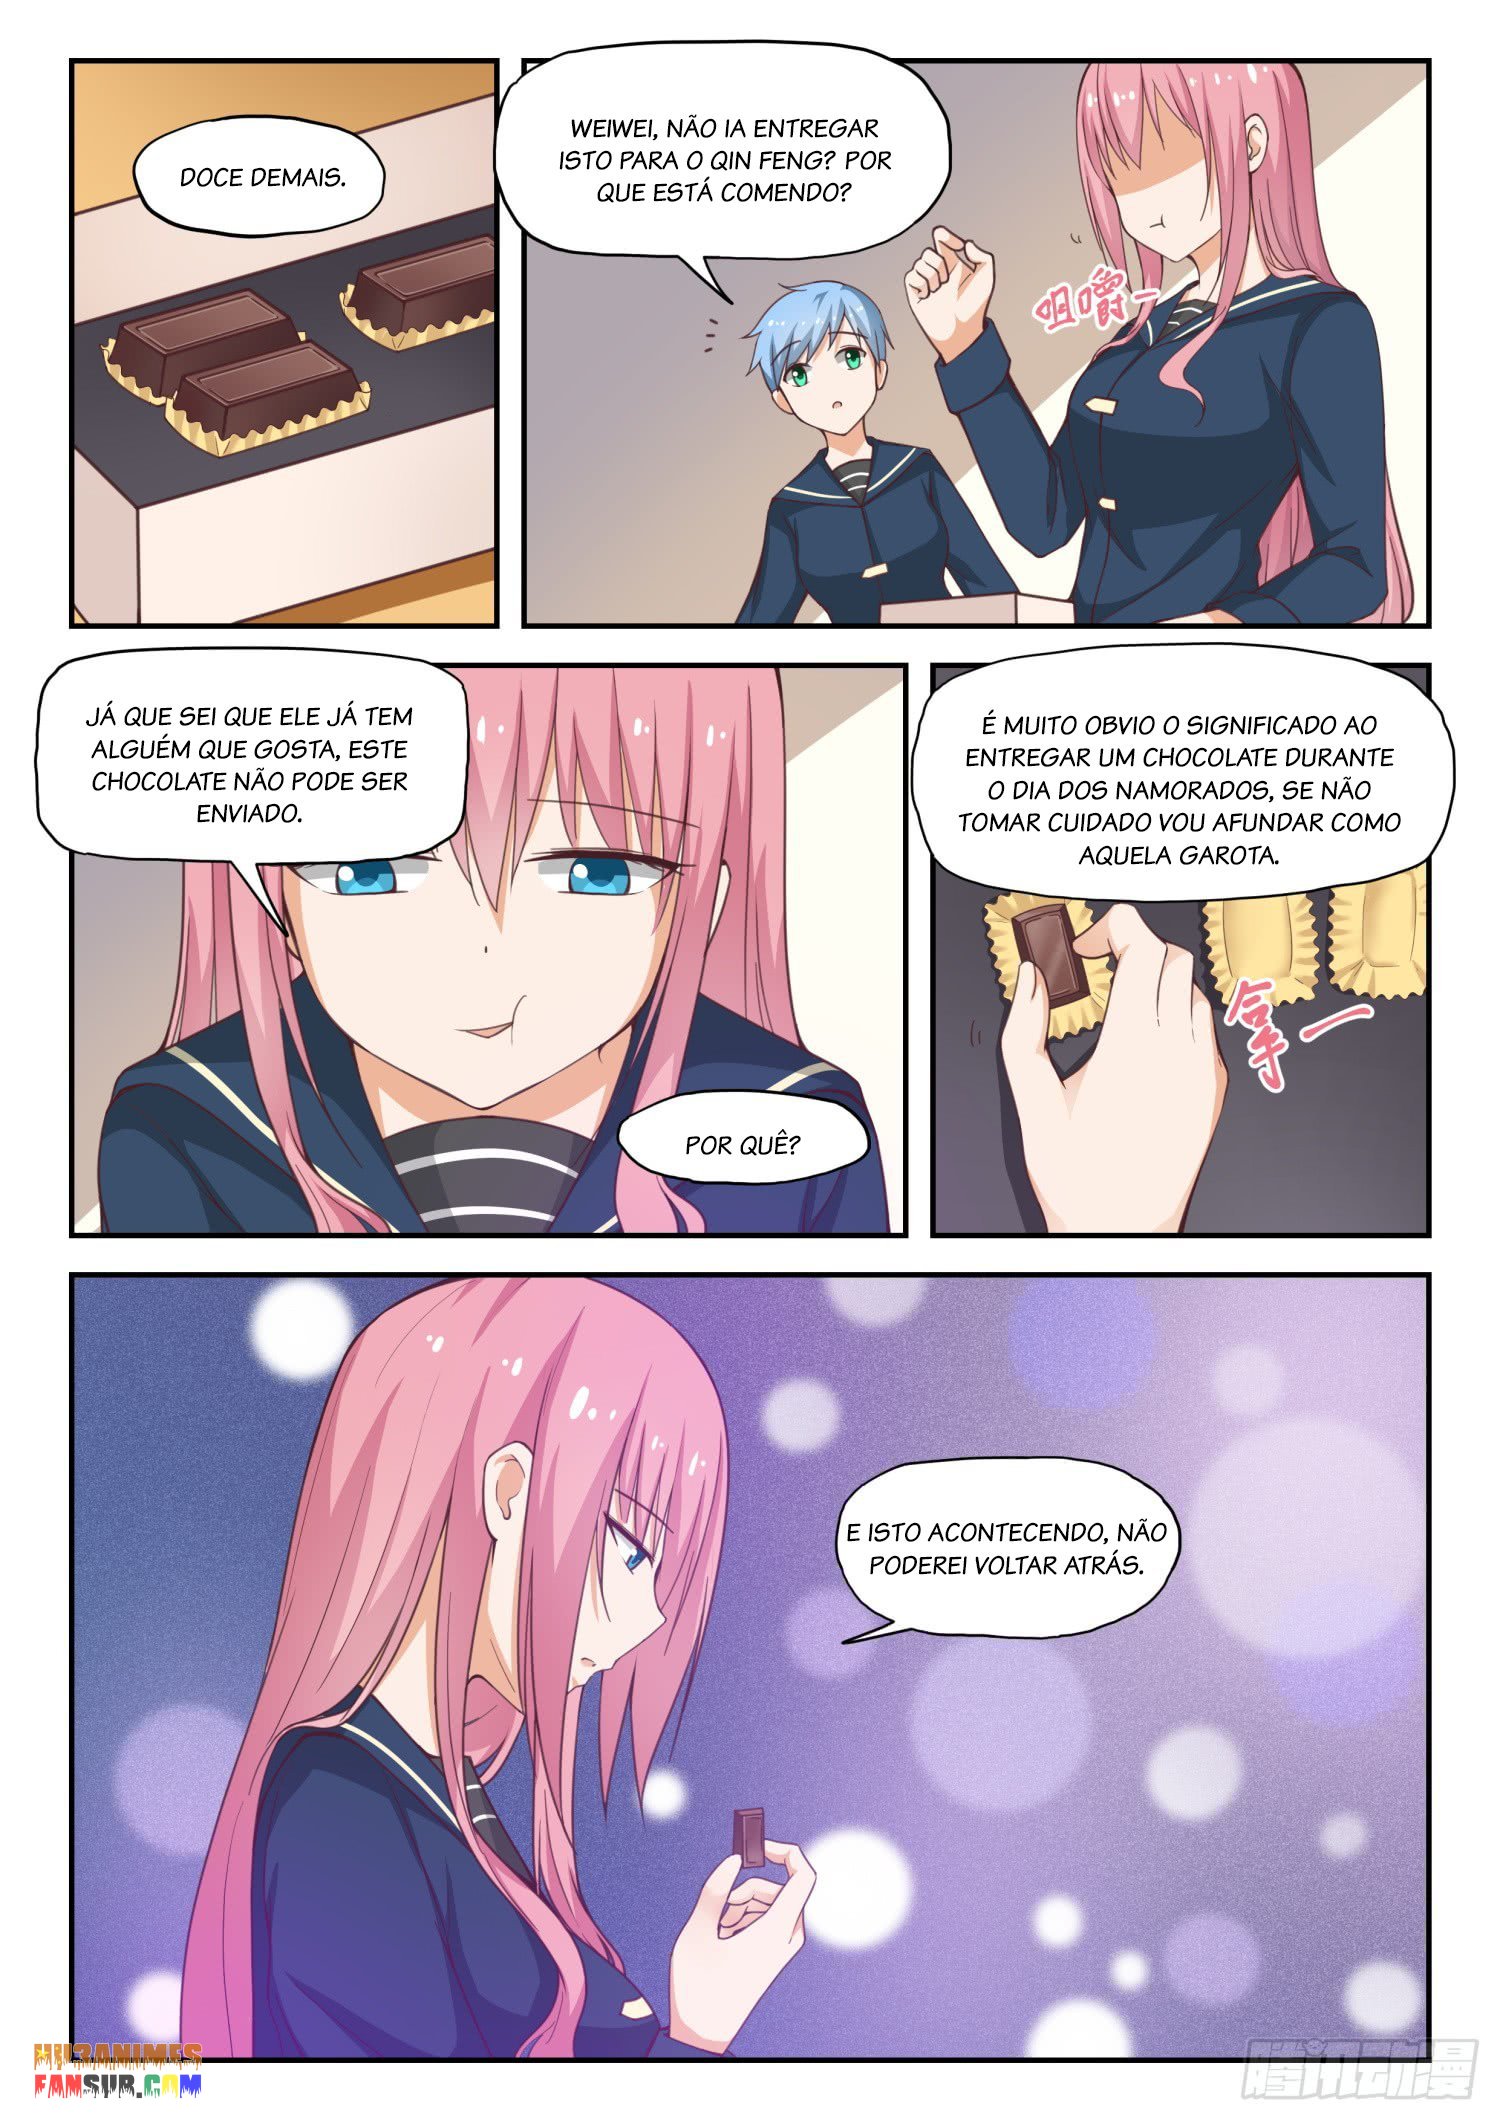 DOCE DEMAIS.
WEIWEI, NÃO IA ENTREGAR
ISTO PARA O QIN FENG? POR
QUE ESTÁ COMENDO?
咀嚼一
JÁ QUE SEI QUE ELE JÁ TEM
ALGUÉM QUE GOSTA, ESTE
CHOCOLATE NÃO PODE SER
ENVIADO.
POR QUÊ?
É MUITO OBVIO O SIGNIFICADO AO
ENTREGAR UM CHOCOLATE DURANTE
O DIA DOS NAMORADOS, SE NÃO
TOMAR CUIDADO VOU AFUNDAR COMO
AQUELA GAROTA.
拿一
E ISTO ACONTECENDO, NÃO
PODEREI VOLTAR ATRÁS.
HU3ANIMES
FANSUB.COM
腾讯动漫